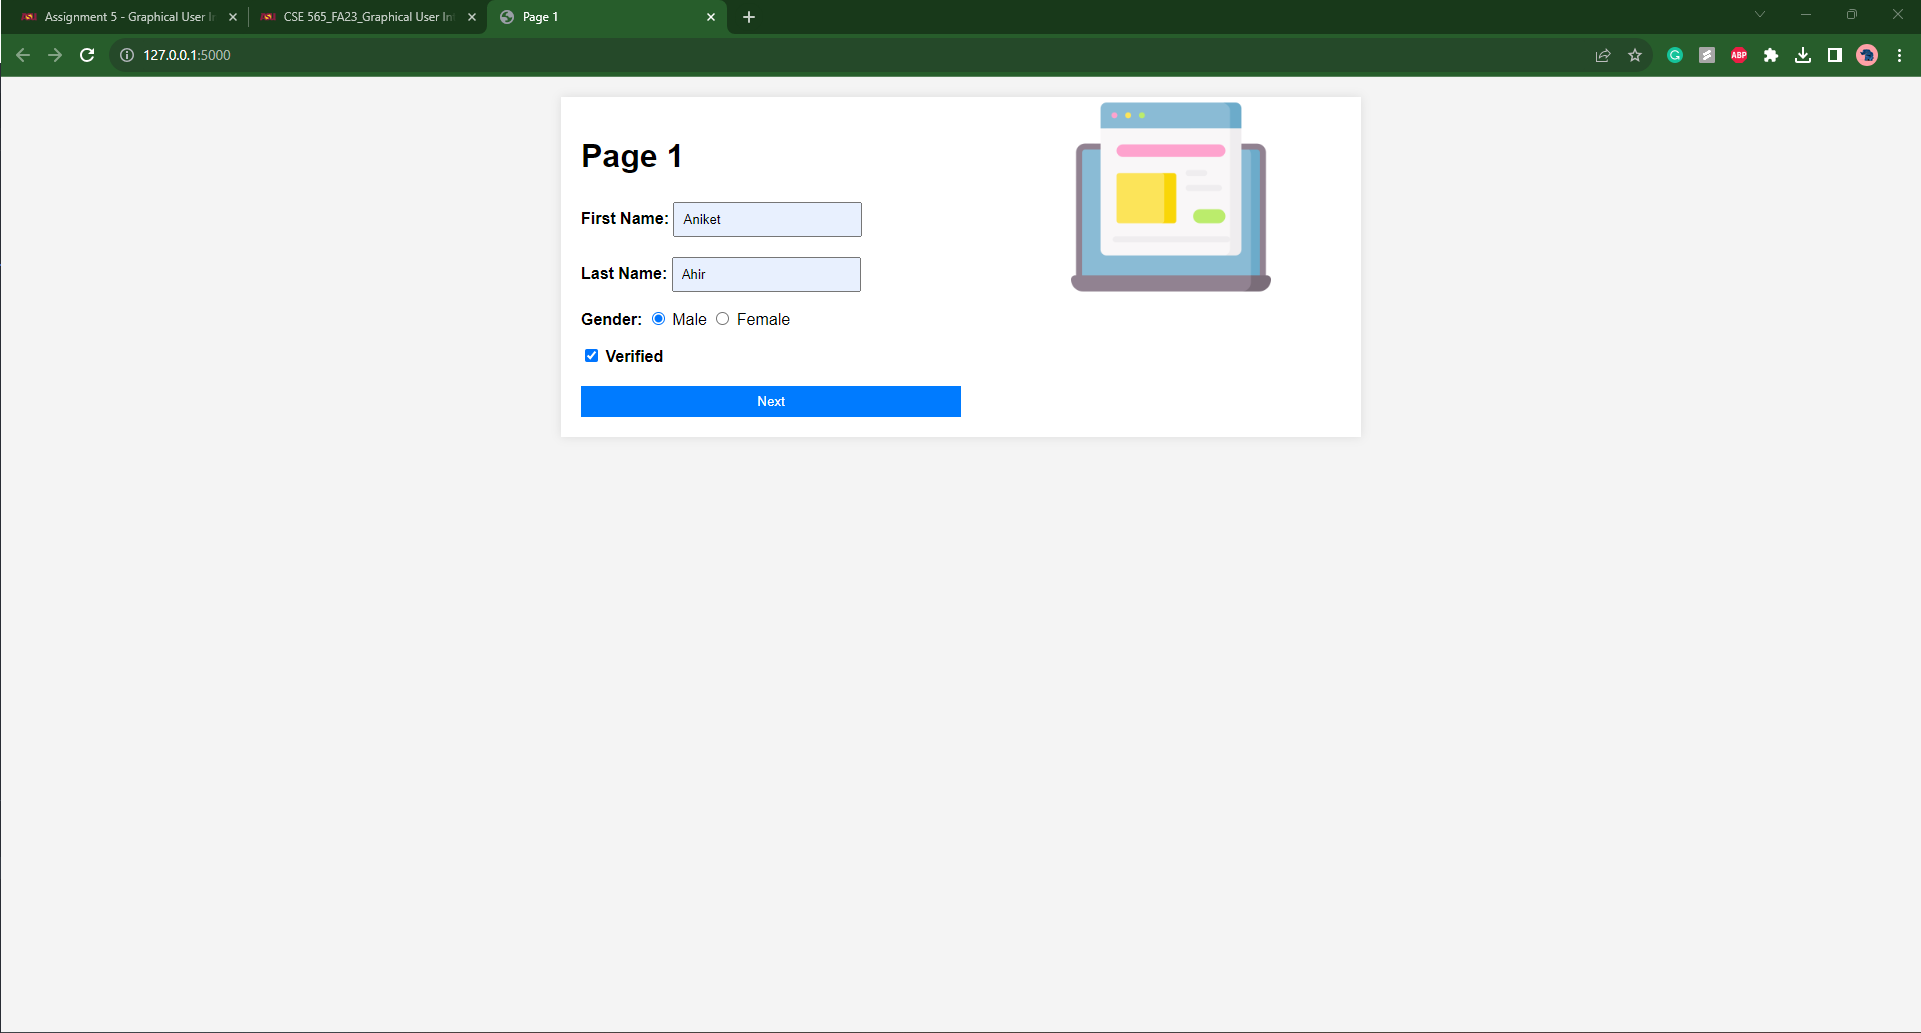 Assignment 5 - Graphical User Ir
CSE 565_FA23_Graphical User Int
Page 1
127.0.0.1:5000
ABP
Page 1
First Name: Aniket
Last Name: Ahir
Gender: Male Female
Verified
Next